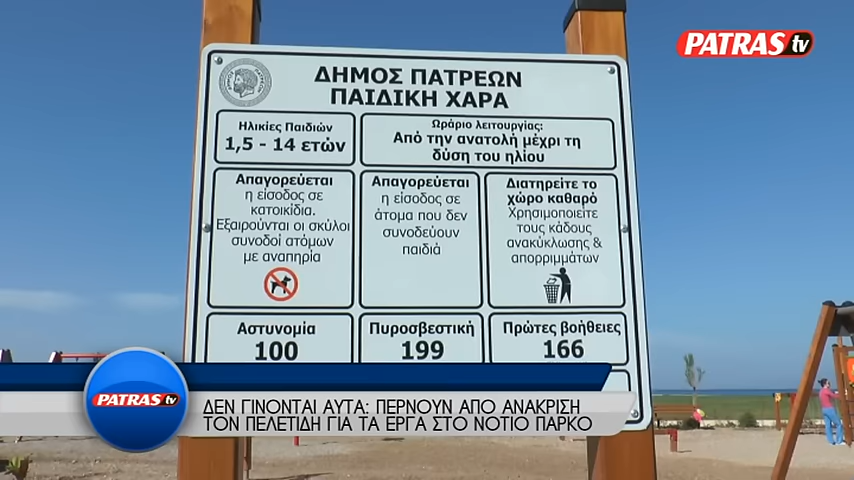 PATRAS tv
ΔΗΜΟΣ ΠΑΤΡΕΩΝ
ΠΑΙΔΙΚΗ ΧΑΡΑ
Ηλικίες Παιδιών
1,5 - 14 ετών
Ωράριο λειτουργίας:
Από την ανατολή μέχρι τη
δύση του ηλίου
Απαγορεύεται
η είσοδος σε
κατοικίδια.
Εξαιρούνται οι σκύλοι
συνοδοί ατόμων
με αναπηρία
Απαγορεύεται
η είσοδος σε
άτομα που δεν
συνοδεύουν
παιδιά
Διατηρείτε το
χώρο καθαρό
Χρησιμοποιείτε
τους κάδους
ανακύκλωσης &
απορριμμάτων
Αστυνομία
100
Πυροσβεστική
199
Πρώτες βοήθειες
166
PATRAS tv
ΔΕΝ ΓΙΝΟΝΤΑΙ ΑΥΤΑ: ΠΕΡΝΟΥΝ ΑΠΟ ΑΝΑΚΡΙΣΗ
ΤΟΝ ΠΕΛΕΤΙΔΗ ΓΙΑ ΤΑ ΕΡΓΑ ΣΤΟ ΝΟΤΙΟ ΠΑΡΚΟ